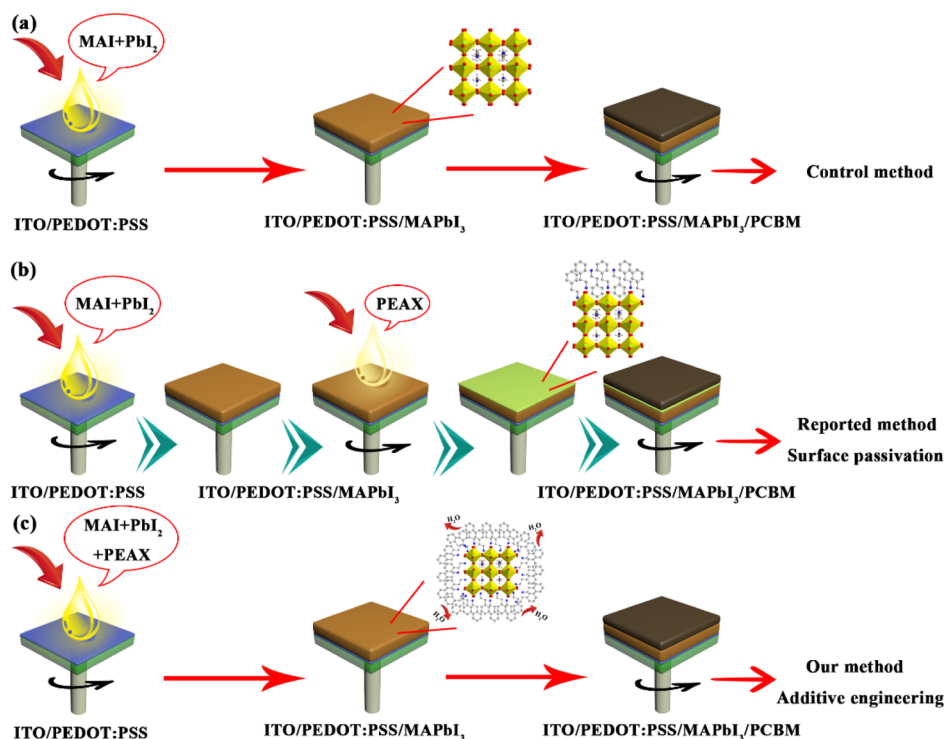 (a)
MAI+PbI₂
ITO/PEDOT:PSS
ITO/PEDOT:PSS/MAPbI₃
ITO/PEDOT:PSS/MAPbI₃/PCBM
Control method
(b)
MAI+PbI₂
PEAX
ITO/PEDOT:PSS
ITO/PEDOT:PSS/MAPbI₃
ITO/PEDOT:PSS/MAPbI₃/PCBM
Reported method
Surface passivation
(c)
MAI+PbI₂
+PEAX
H₂O
H₂O
H₂O
H₂O
ITO/PEDOT:PSS
ITO/PEDOT:PSS/MAPbI₃
ITO/PEDOT:PSS/MAPbI₃/PCBM
Our method
Additive engineering